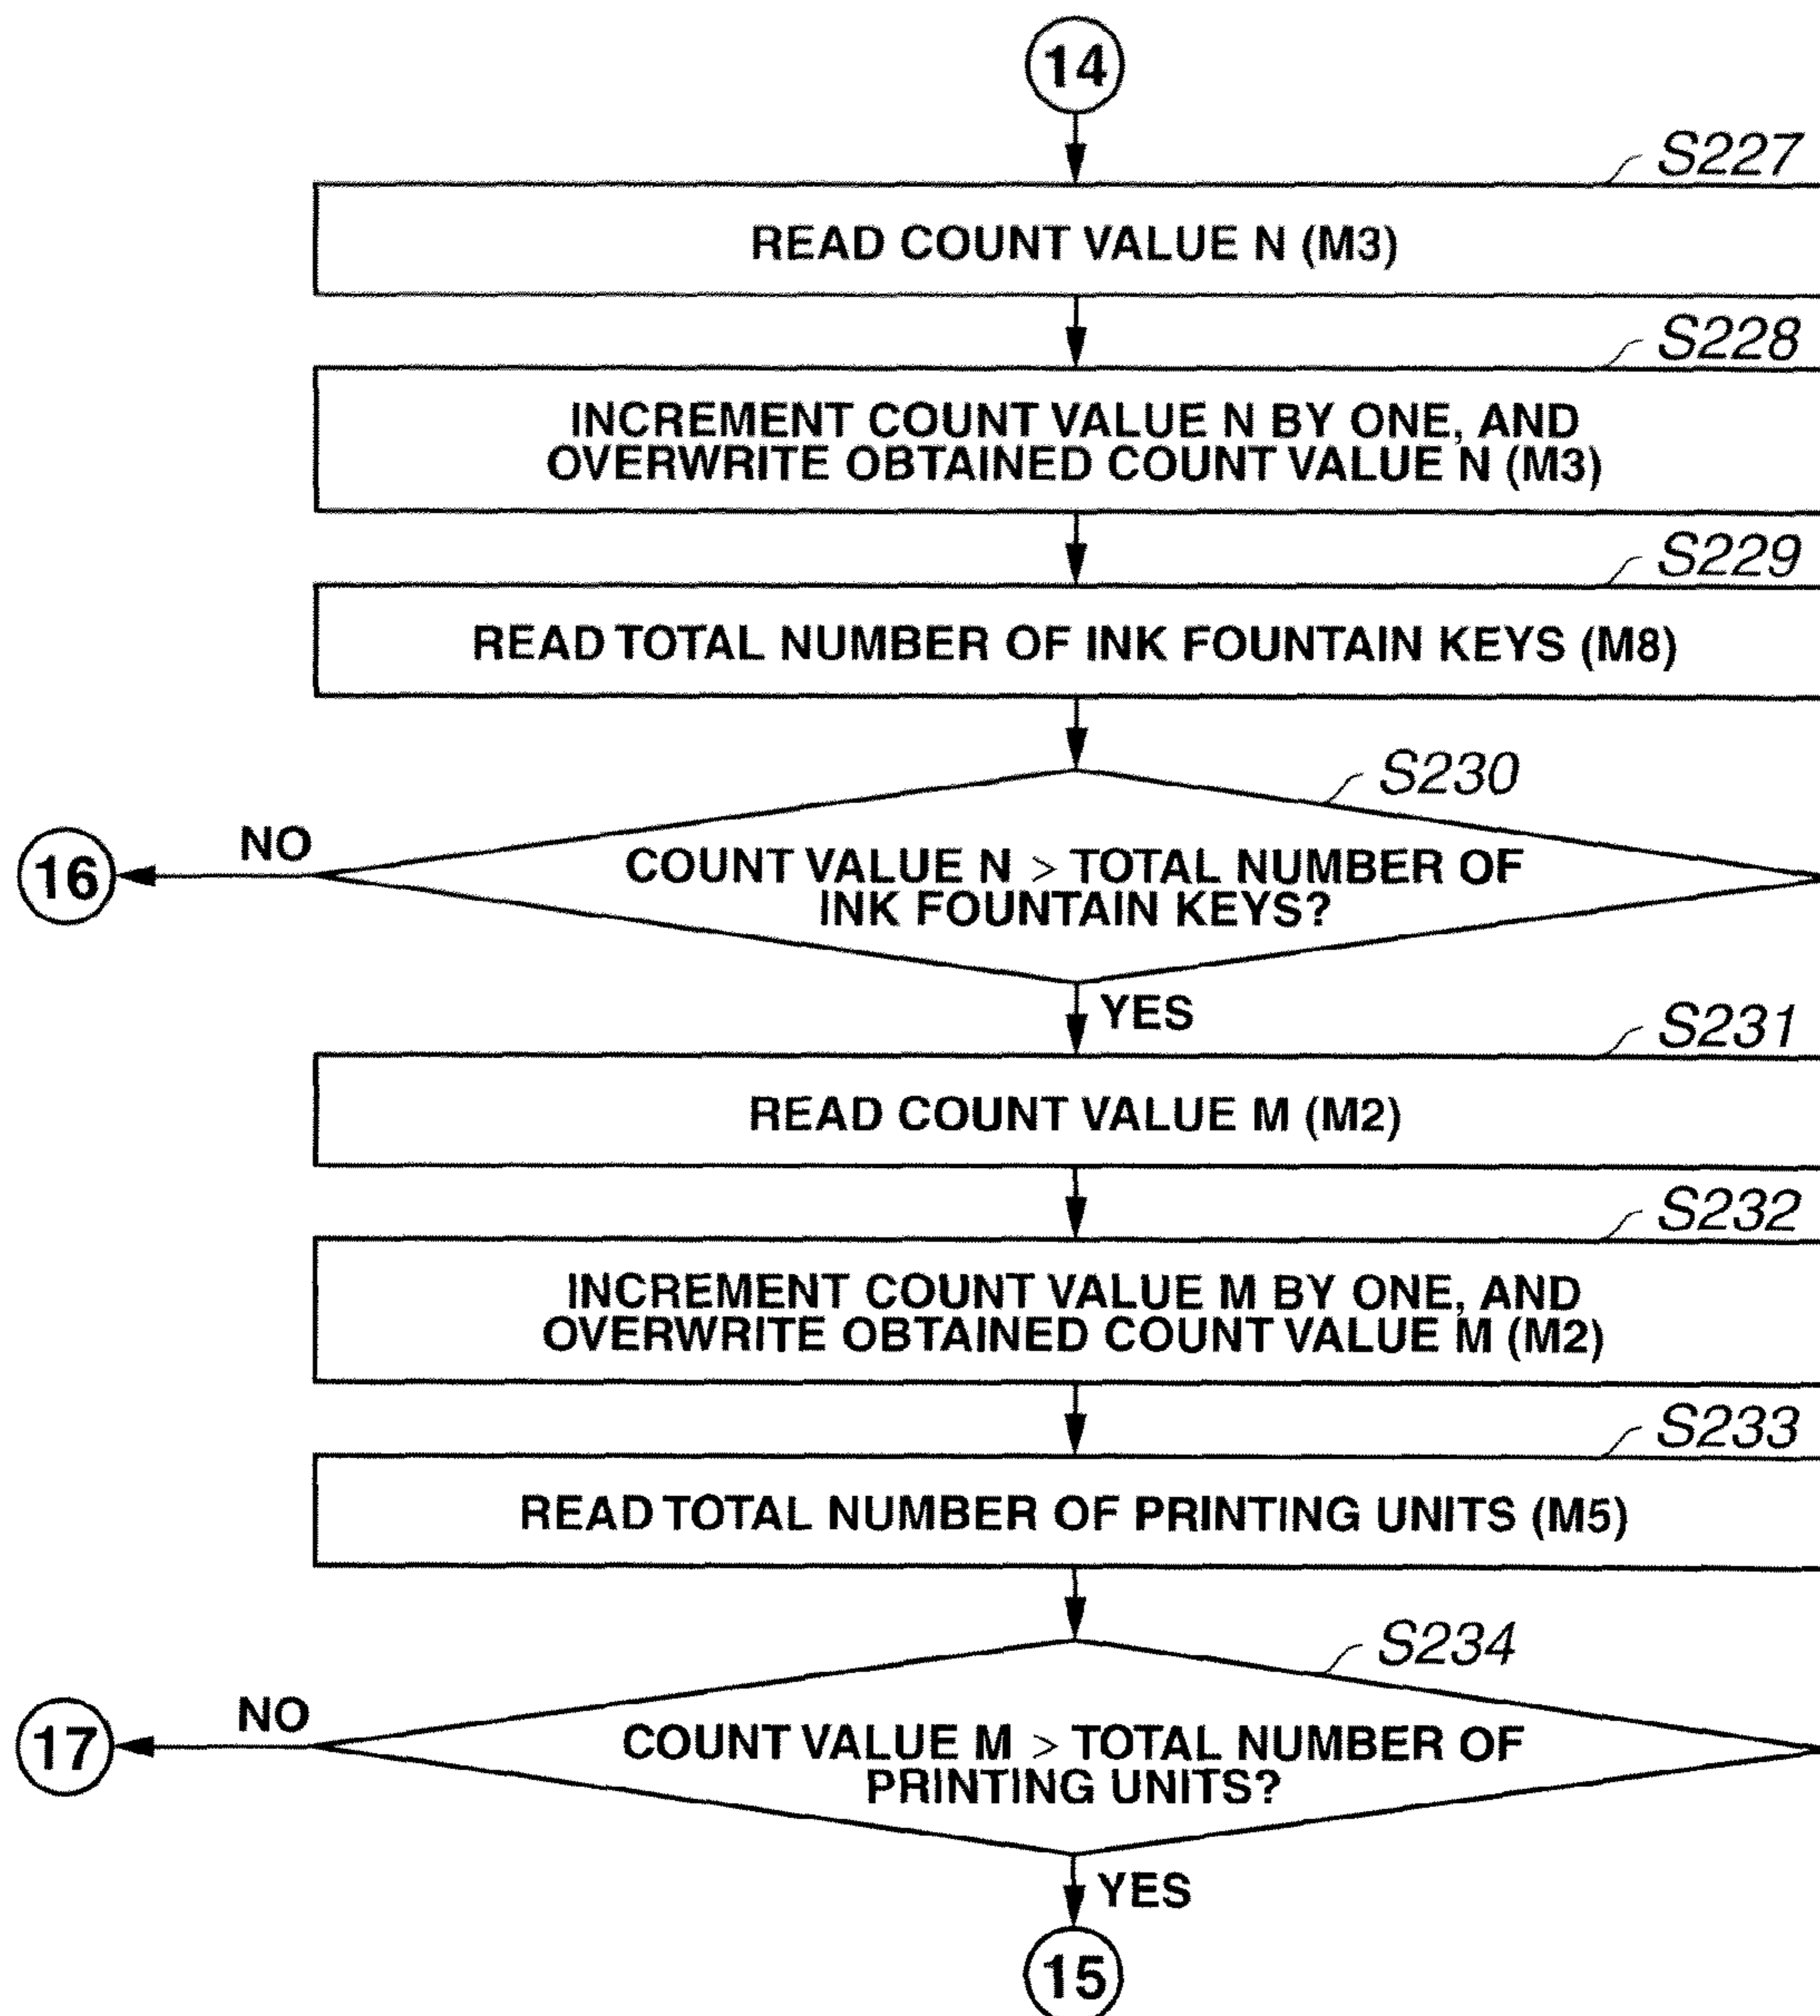 14
S227
READ COUNT VALUE N (M3)
S228
INCREMENT COUNT VALUE N BY ONE, AND
OVERWRITE OBTAINED COUNT VALUE N (M3)
S229
READ TOTAL NUMBER OF INK FOUNTAIN KEYS (M8)
S230
NO
16
COUNT VALUE N > TOTAL NUMBER OF
INK FOUNTAIN KEYS?
YES
S231
READ COUNT VALUE M (M2)
S232
INCREMENT COUNT VALUE M BY ONE, AND
OVERWRITE OBTAINED COUNT VALUE M (M2)
S233
READ TOTAL NUMBER OF PRINTING UNITS (M5)
S234
NO
17
COUNT VALUE M > TOTAL NUMBER OF
PRINTING UNITS?
YES
15